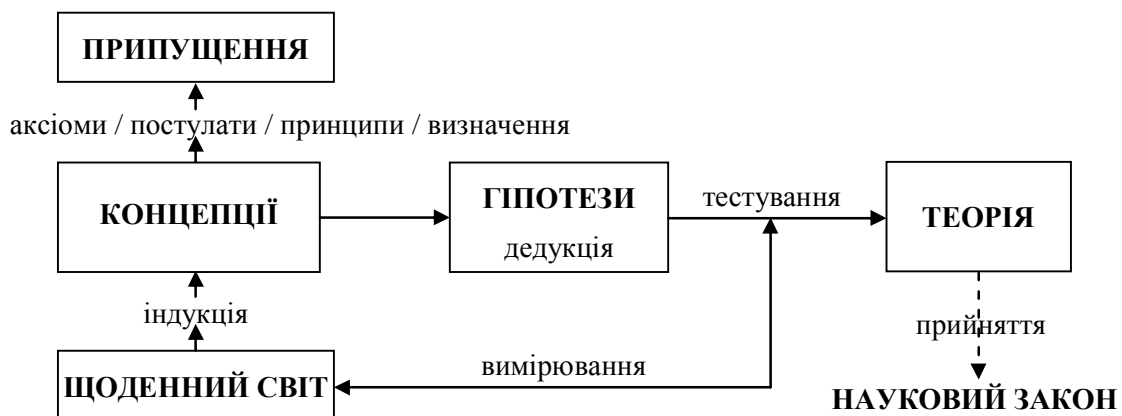 ПРИПУЩЕННЯ
аксіоми / постулати / принципи / визначення
КОНЦЕПЦІЇ
ГІПОТЕЗИ
дедукція
тестування
ТЕОРІЯ
індукція
прийняття
ЩОДЕННИЙ СВІТ
вимірювання
НАУКОВИЙ ЗАКОН